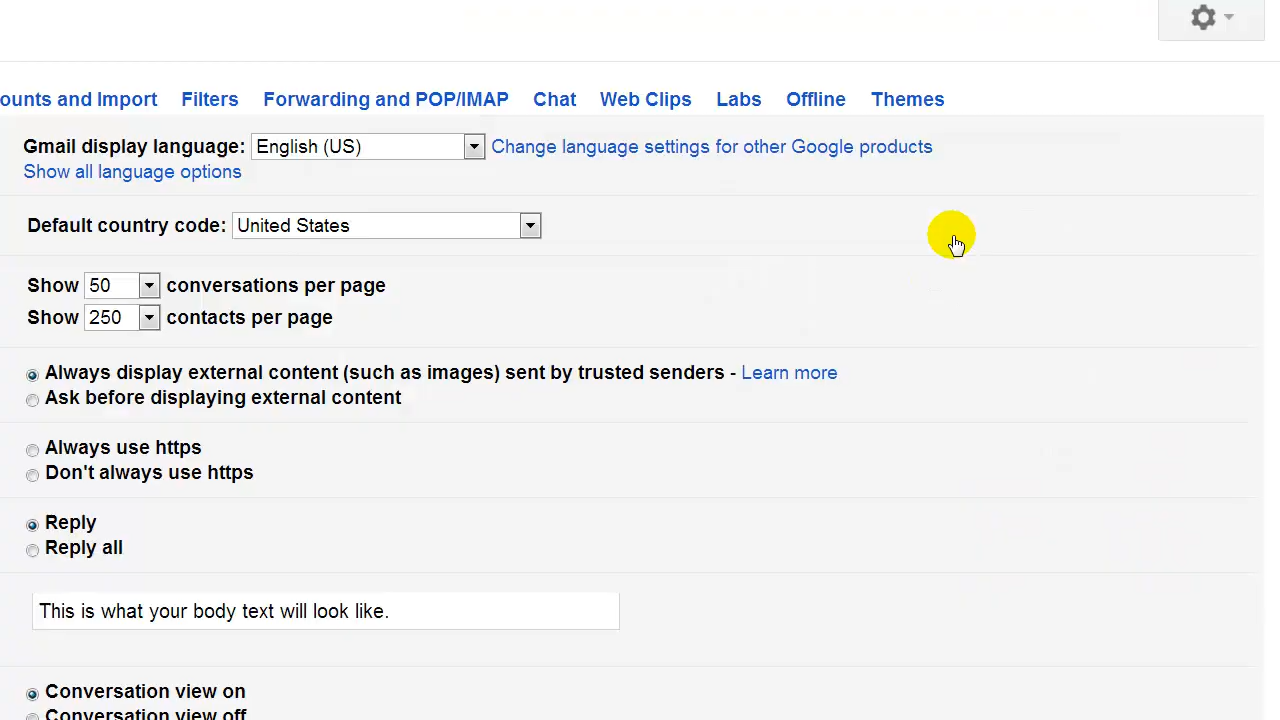 ounts and Import Filters Forwarding and POP/IMAP Chat Web Clips Labs Offline Themes
Gmail display language: English (US) Change language settings for other Google products
Show all language options
Default country code: United States
Show 50 conversations per page
Show 250 contacts per page
Always display external content (such as images) sent by trusted senders - Learn more
Ask before displaying external content
Always use https
Don't always use https
Reply
Reply all
This is what your body text will look like.
Conversation view on
Conversation view off